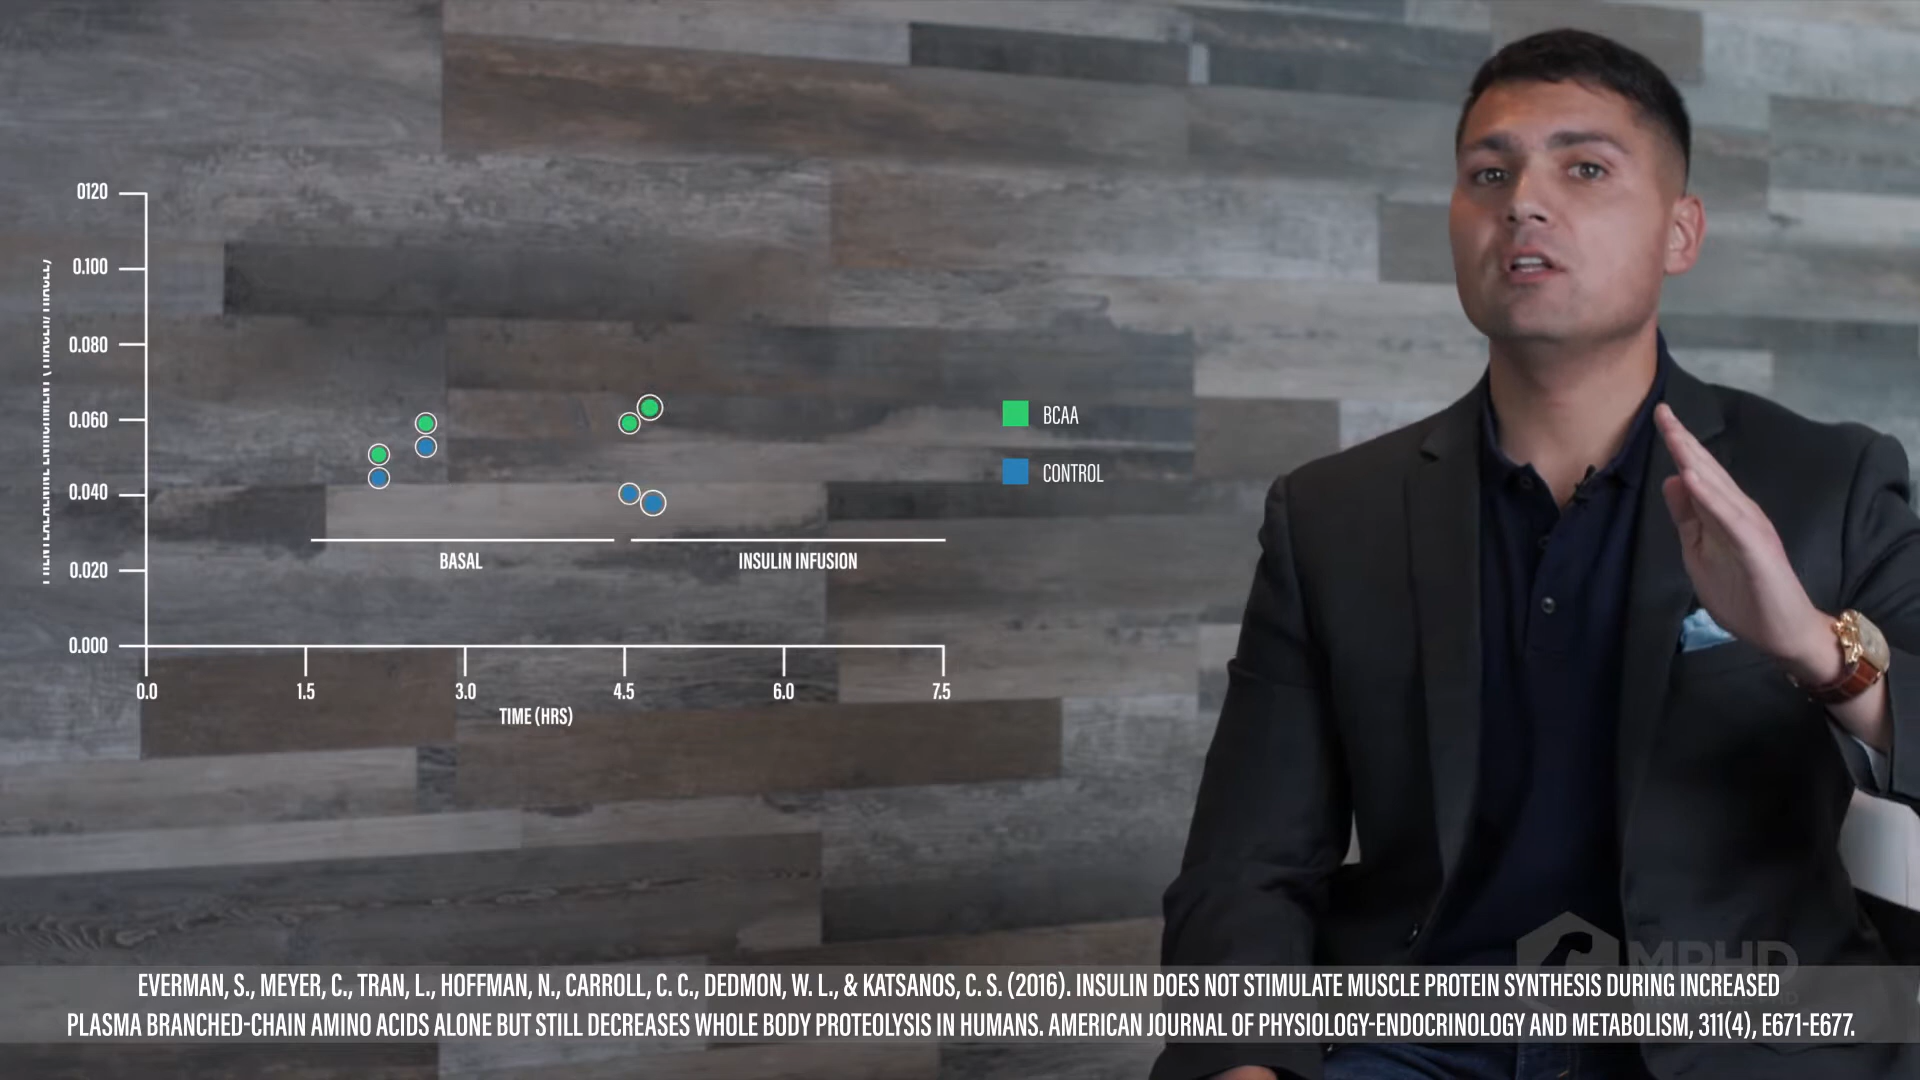 0120
0.100
0.080
0.060
0.040
0.020
0.000
BCAA
CONTROL
BASAL
INSULIN INFUSION
0.0 1.5 3.0 4.5 6.0 7.5
TIME (HRS)
MPHD
EVERMAN, S., MEYER, C., TRAN, L., HOFFMAN, N., CARROLL, C. C., DEDMON, W. L., & KATSANOS, C. S. (2016). INSULIN DOES NOT STIMULATE MUSCLE PROTEIN SYNTHESIS DURING INCREASED
PLASMA BRANCHED-CHAIN AMINO ACIDS ALONE BUT STILL DECREASES WHOLE BODY PROTEOLYSIS IN HUMANS. AMERICAN JOURNAL OF PHYSIOLOGY-ENDOCRINOLOGY AND METABOLISM, 311(4), E671-E677.